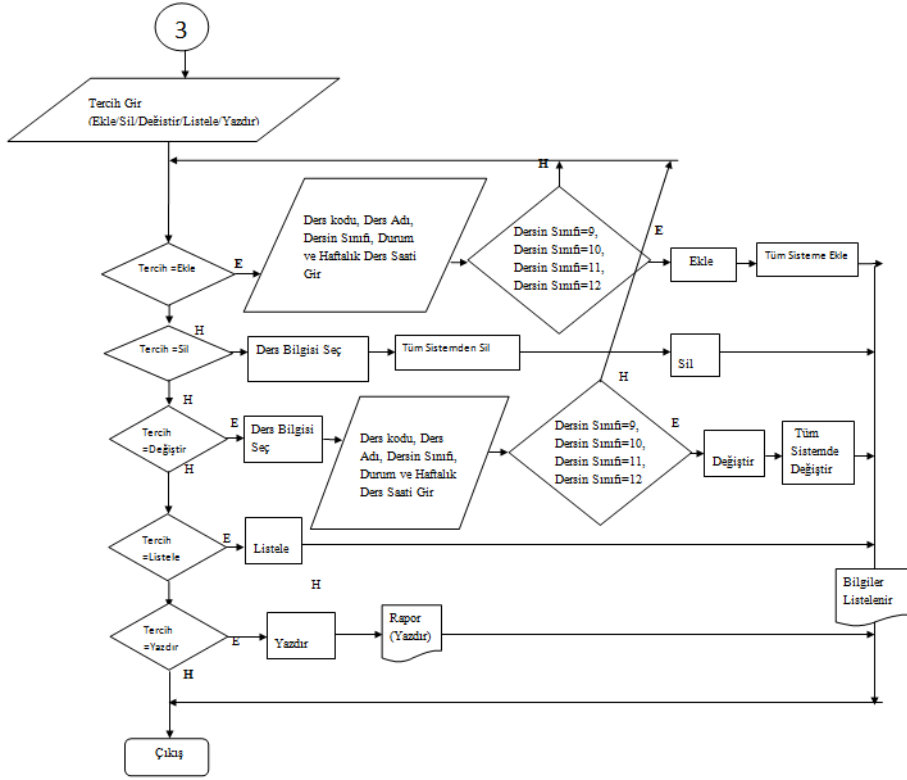 3
Tercih Gir
(Ekle/Sil/Değiştir/Listele/Yazdır)
H
Ders kodu, Ders Adı,
Dersin Sınıfı, Durum
ve Haftalık Ders Saati
Gir
Dersin Sınıfı=9,
Dersin Sınıfı=10,
Dersin Sınıfı=11,
Dersin Sınıfı=12
E
Tercih =Ekle
E
Ekle
Tüm Sisteme Ekle
H
Tercih =Sil
Ders Bilgisi Seç
Tüm Sistemden Sil
Sil
H
H
Tercih
=Değiştir
E
Ders Bilgisi
Seç
Ders kodu, Ders
Adı, Dersin Sınıfı,
Durum ve Haftalık
Ders Saati Gir
Dersin Sınıfı=9,
Dersin Sınıfı=10,
Dersin Sınıfı=11,
Dersin Sınıfı=12
E
Değiştir
Tüm
Sistemde
Değiştir
H
Tercih
=Listele
E
Listele
H
Bilgiler
Listelenir
Tercih
=Yazdır
E
Yazdır
Rapor
(Yazdır)
H
Çıkış